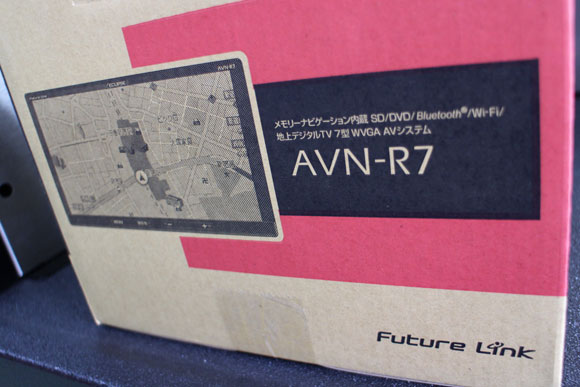 ECLIPSE
AVN-R7
メモリーナビゲーション内蔵 SD/DVD/Bluetooth®/Wi-Fi/
地上デジタルTV 7型 WVGA AVシステム
AVN-R7
Future Link